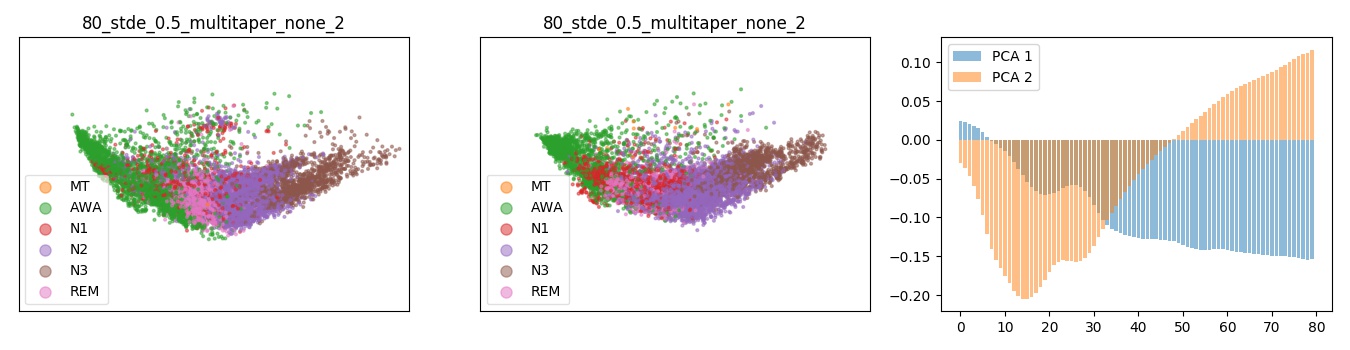 80_stde_0.5_multitaper_none_2
MT
AWA
N1
N2
N3
REM
80_stde_0.5_multitaper_none_2
MT
AWA
N1
N2
N3
REM
PCA 1
PCA 2
0.10
0.05
0.00
−0.05
−0.10
−0.15
−0.20
0 10 20 30 40 50 60 70 80